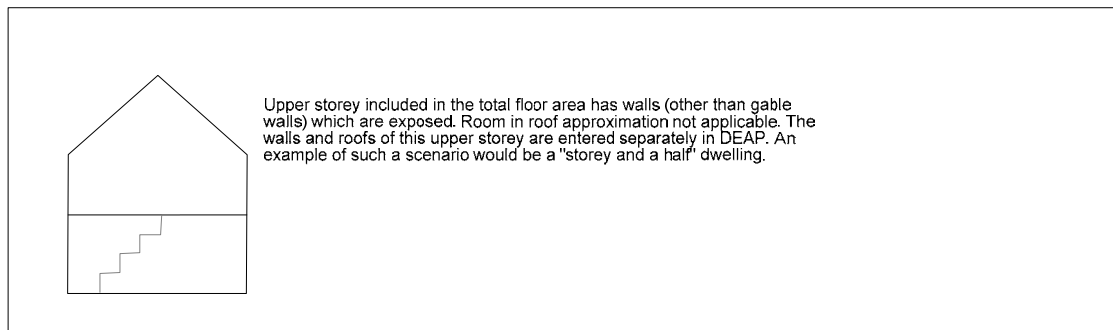 Upper storey included in the total floor area has walls (other than gable
walls) which are exposed. Room in roof approximation not applicable. The
walls and roofs of this upper storey are entered separately in DEAP. An
example of such a scenario would be a "storey and a half" dwelling.